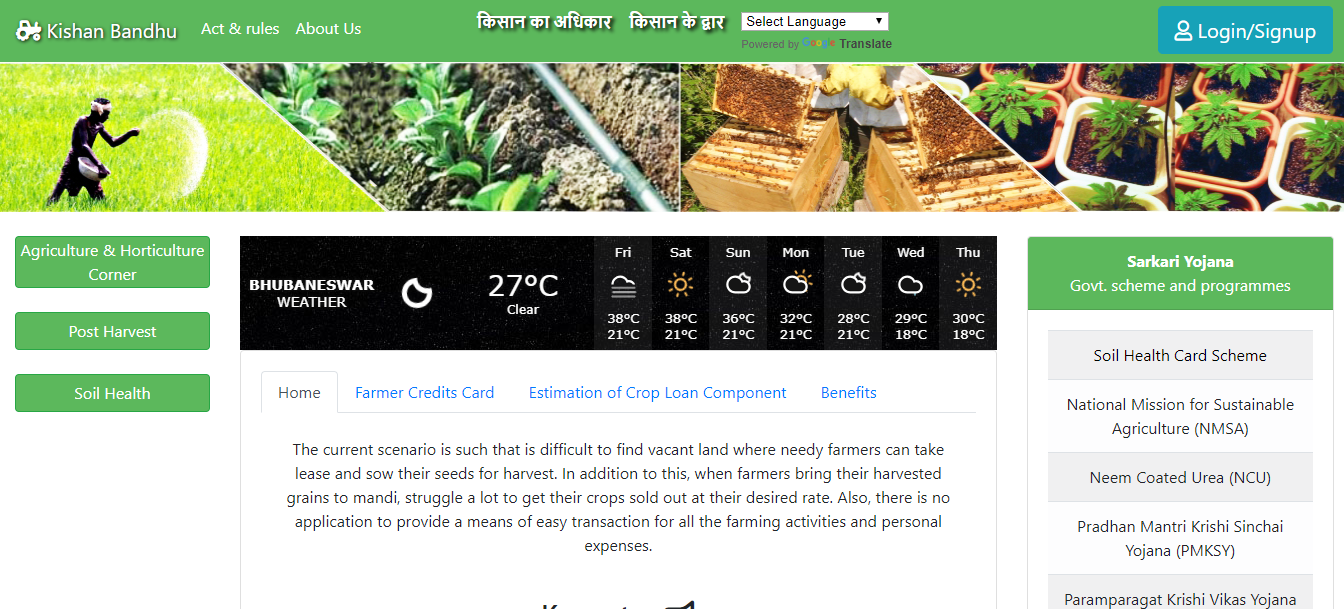 Kishan Bandhu
Act & rules
About Us
किसान का अधिकार किसान के द्वार
Select Language
Powered by Google Translate
Login/Signup
Agriculture & Horticulture
Corner
Post Harvest
Soil Health
BHUBANESWAR
WEATHER
27°C
Clear
Fri Sat Sun Mon Tue Wed Thu
38°C 38°C 36°C 32°C 28°C 29°C 30°C
21°C 21°C 21°C 21°C 21°C 18°C 18°C
Home Farmer Credits Card Estimation of Crop Loan Component Benefits
The current scenario is such that is difficult to find vacant land where needy farmers can take
lease and sow their seeds for harvest. In addition to this, when farmers bring their harvested
grains to mandi, struggle a lot to get their crops sold out at their desired rate. Also, there is no
application to provide a means of easy transaction for all the farming activities and personal
expenses.
Sarkari Yojana
Govt. scheme and programmes
Soil Health Card Scheme
National Mission for Sustainable
Agriculture (NMSA)
Neem Coated Urea (NCU)
Pradhan Mantri Krishi Sinchai
Yojana (PMKSY)
Paramparagat Krishi Vikas Yojana